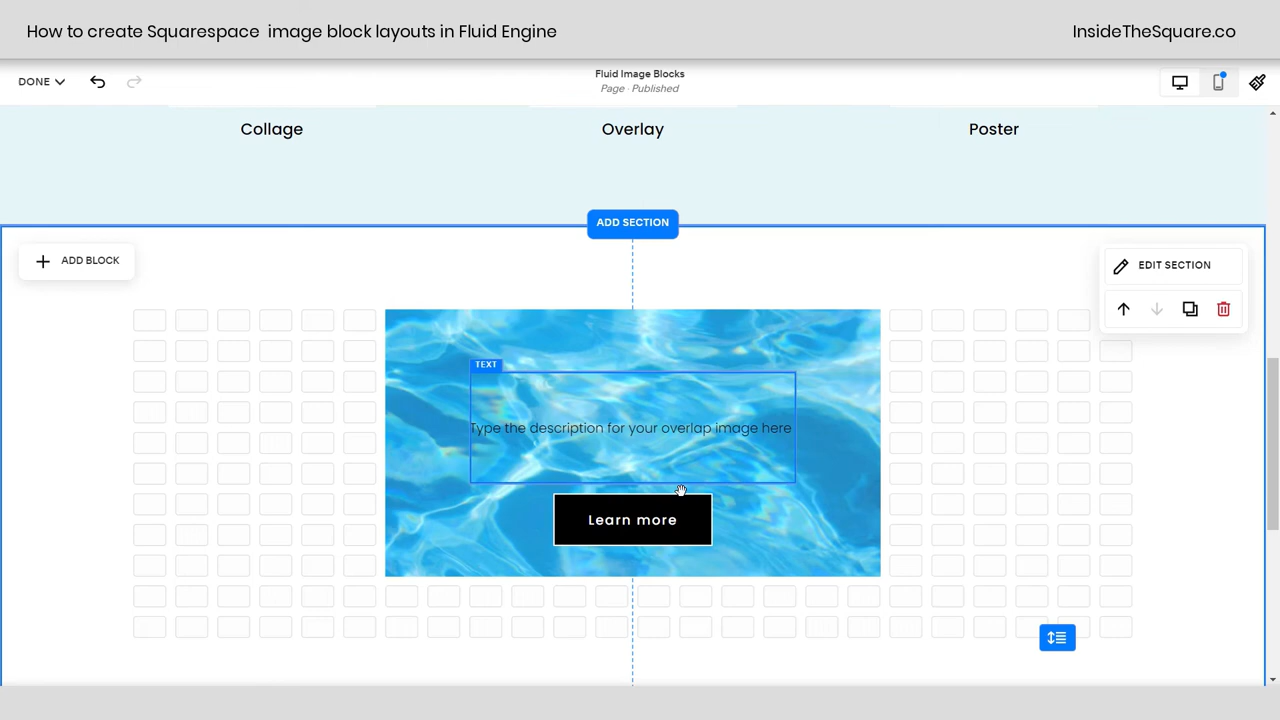 How to create Squarespace image block layouts in Fluid Engine
InsideTheSquare.co
DONE
Fluid Image Blocks
Page · Published
Collage
Overlay
Poster
ADD SECTION
ADD BLOCK
EDIT SECTION
TEXT
Type the description for your overlap image here
Learn more